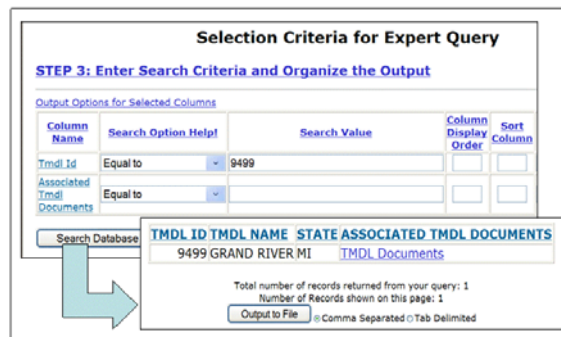 Selection Criteria for Expert Query
STEP 3: Enter Search Criteria and Organize the Output
Output Options for Selected Columns
Column Name Search Option Help! Search Value Column Display Order Sort Column
Tmdl Id Equal to 9499
Associated Tmdl Documents Equal to
Search Database
TMDL ID TMDL NAME STATE ASSOCIATED TMDL DOCUMENTS
9499 GRAND RIVER MI TMDL Documents
Total number of records returned from your query: 1
Number of Records shown on this page: 1
Output to File Comma Separated Tab Delimited